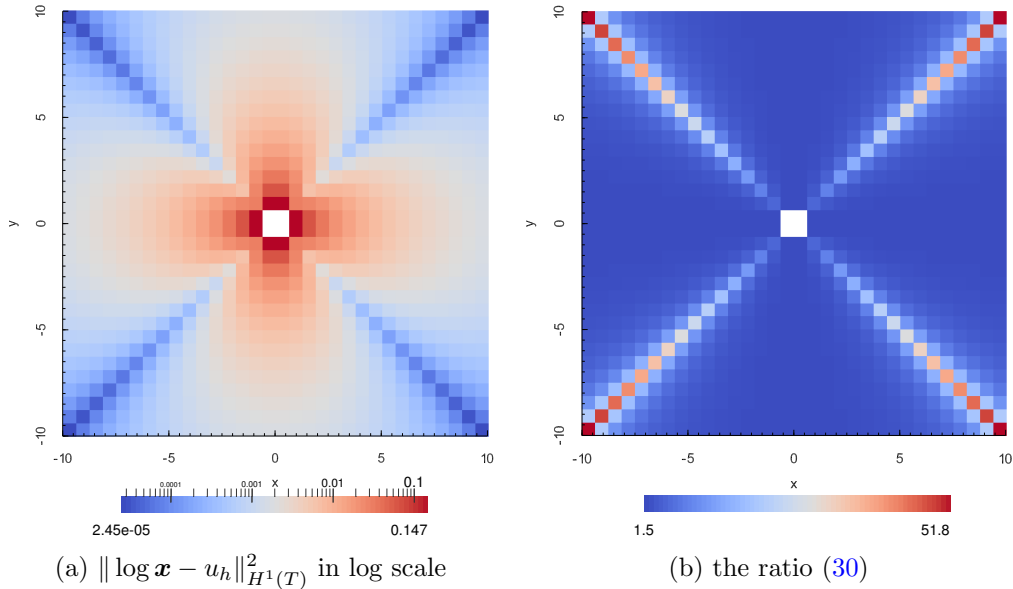 10 10
5 5
y 0 y 0
-5 -5
-10 -10
-10 -5 0 5 10 -10 -5 0 5 10
x x
0.0001 0.001 0.01 0.1
2.45e-05 0.147 1.5 51.8
(a) ‖ log 𝒙 − u_h ‖²_{H¹(T)} in log scale (b) the ratio (30)